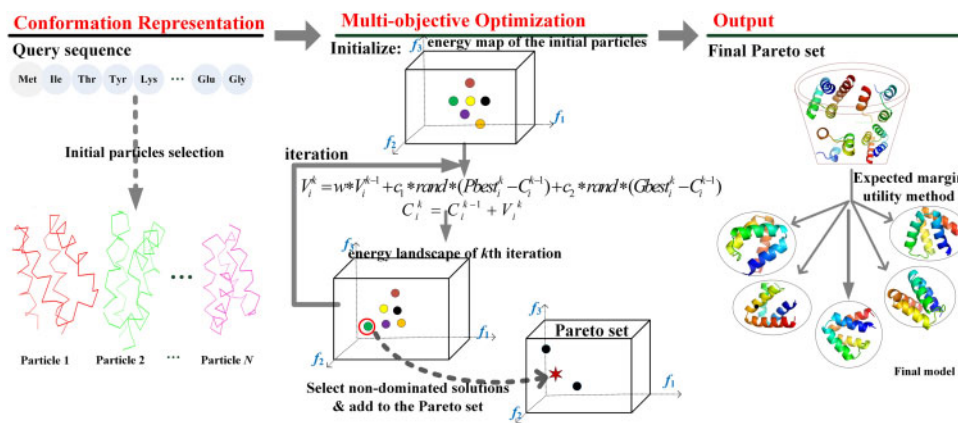 Conformation Representation
Query sequence
Met Ile Thr Tyr Lys ··· Glu Gly
Initial particles selection
Particle 1 Particle 2 ··· Particle N
Multi-objective Optimization
Initialize:
energy map of the initial particles
f₃
f₁
f₂
iteration
V_i^k = w*V_i^{k-1} + c₁*rand*(Pbest_i^k − C_i^{k-1}) + c₂*rand*(Gbest_i^k − C_i^{k-1})
C_i^k = C_i^{k-1} + V_i^k
f₃
energy landscape of kth iteration
f₁
f₂
Select non-dominated solutions
& add to the Pareto set
f₃
Pareto set
f₁
f₂
Output
Final Pareto set
Expected margin
utility method
Final model